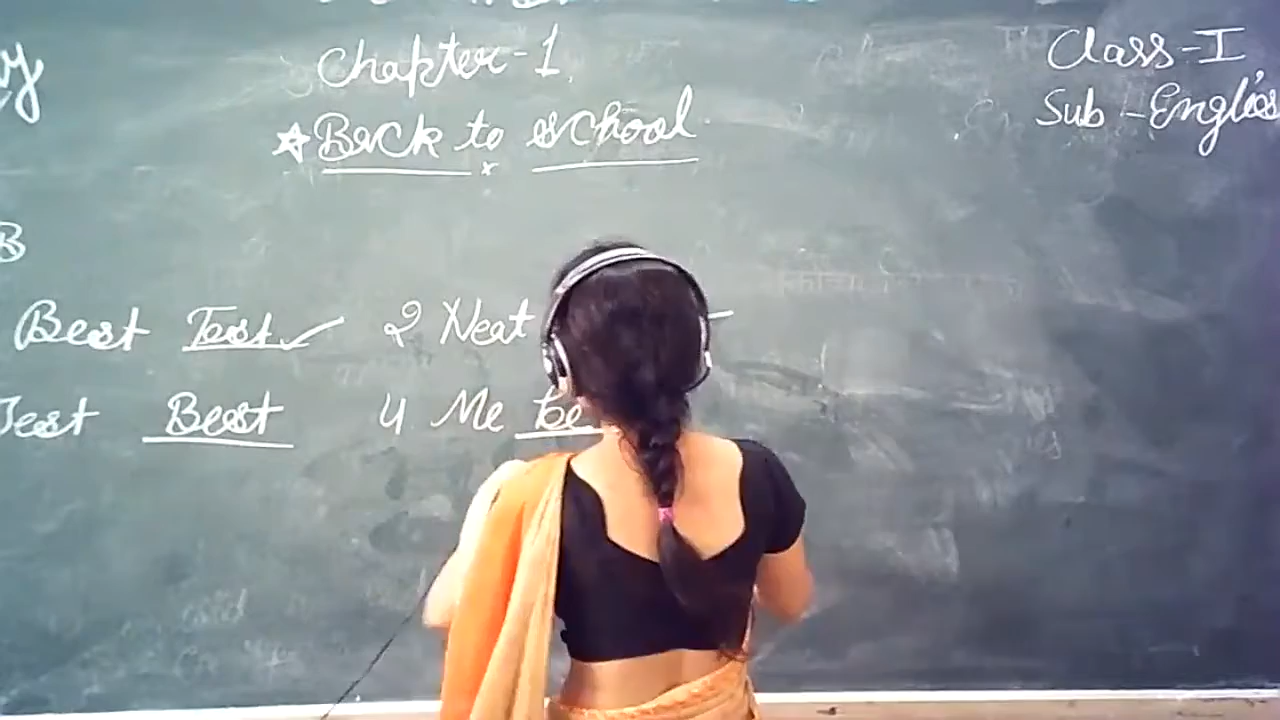 Chapter-1
Class-I
Back to school
Sub-Englis
B
Best Test ✓ 2 Neat
Test Best 4 Me be